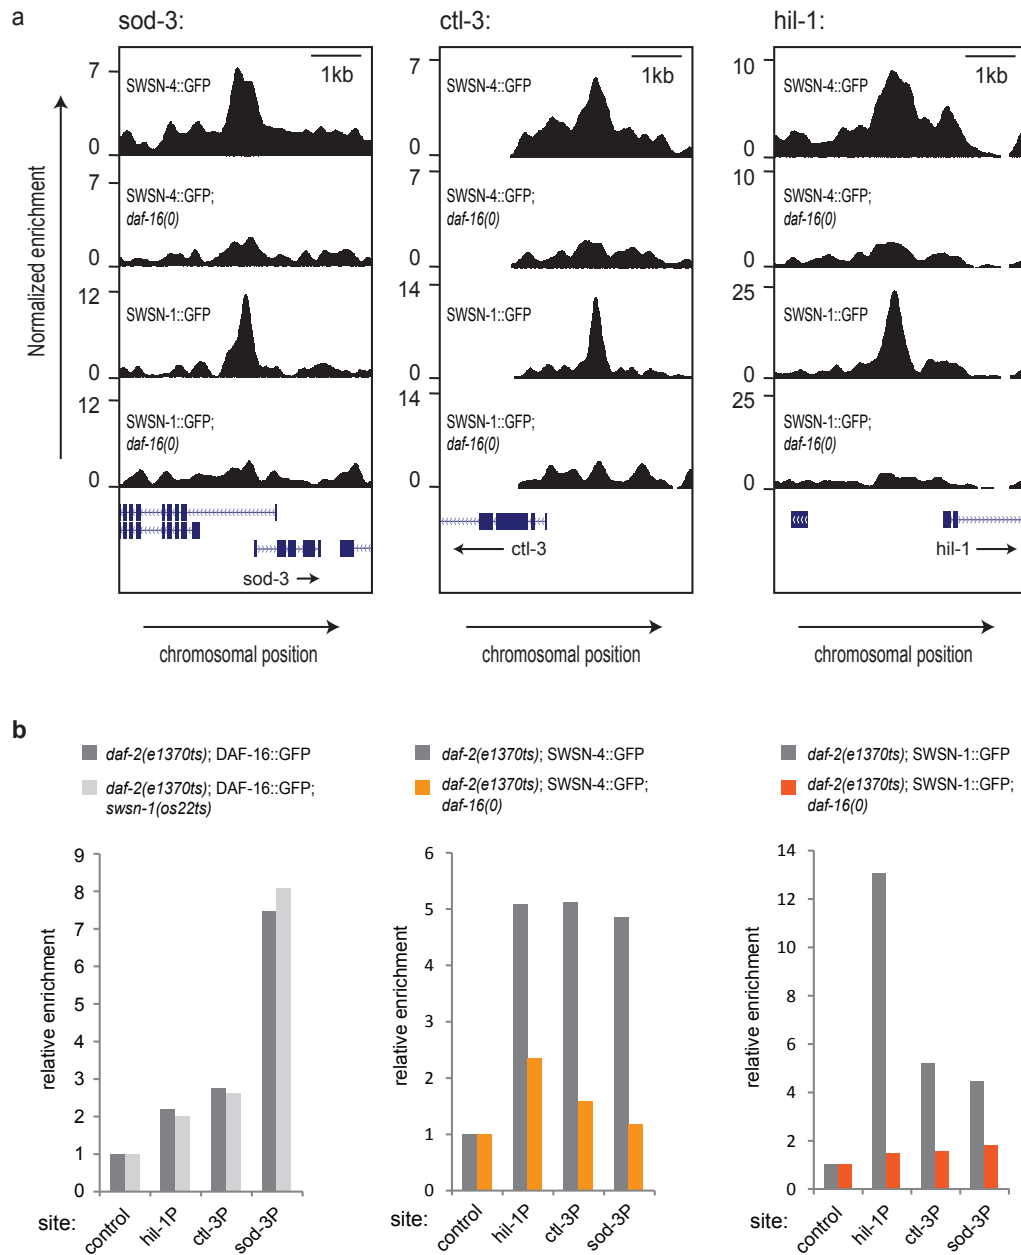 a
sod-3:
ctl-3:
hil-1:
Normalized enrichment
7
SWSN-4::GFP
1kb
0
7
SWSN-4::GFP;
daf-16(0)
0
12
SWSN-1::GFP
0
12
SWSN-1::GFP;
daf-16(0)
0
sod-3
chromosomal position
7
SWSN-4::GFP
1kb
0
7
SWSN-4::GFP;
daf-16(0)
0
14
SWSN-1::GFP
0
14
SWSN-1::GFP;
daf-16(0)
0
ctl-3
chromosomal position
10
SWSN-4::GFP
1kb
0
10
SWSN-4::GFP;
daf-16(0)
0
25
SWSN-1::GFP
0
25
SWSN-1::GFP;
daf-16(0)
0
hil-1
chromosomal position
b
daf-2(e1370ts); DAF-16::GFP
daf-2(e1370ts); DAF-16::GFP;
swsn-1(os22ts)
relative enrichment
9
8
7
6
5
4
3
2
1
0
site:
control
hil-1P
ctl-3P
sod-3P
daf-2(e1370ts); SWSN-4::GFP
daf-2(e1370ts); SWSN-4::GFP;
daf-16(0)
relative enrichment
6
5
4
3
2
1
0
site:
control
hil-1P
ctl-3P
sod-3P
daf-2(e1370ts); SWSN-1::GFP
daf-2(e1370ts); SWSN-1::GFP;
daf-16(0)
relative enrichment
14
12
10
8
6
4
2
0
site:
control
hil-1P
ctl-3P
sod-3P